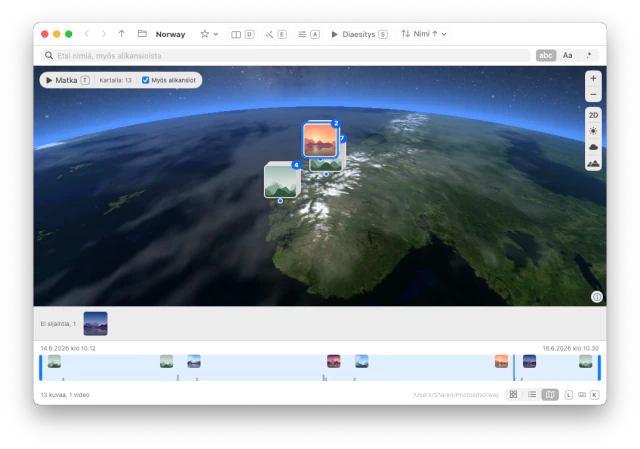 Norway D E A Diaesitys S Nimi ↑
Etsi nimiä, myös alikansioista abc Aa .*
Matka T Kartalla: 13 Myös alikansiot
+
−
2D
2
7
4
Ei sijaintia, 1
14.6.2026 klo 10.12 16.6.2026 klo 10.30
13 kuvaa, 1 video /Users/Shared/Photos/Norway L K